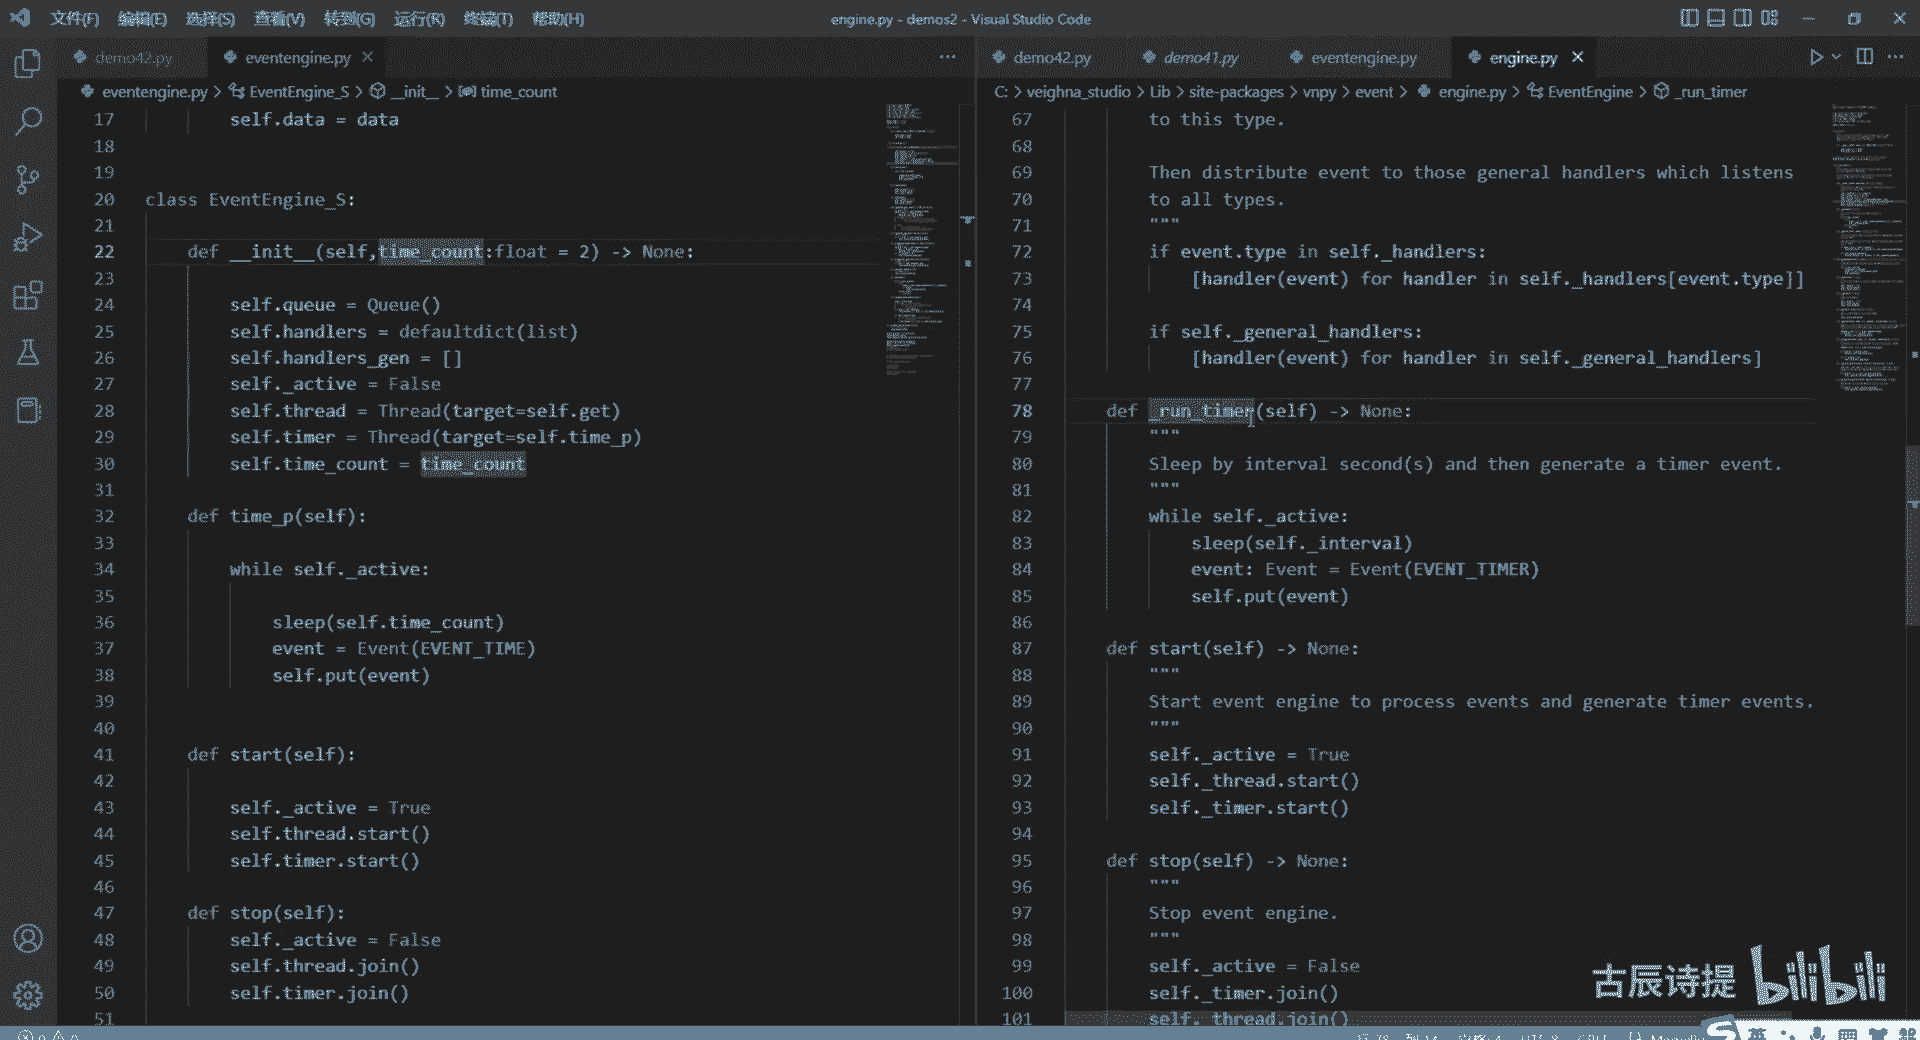 文件(F) 编辑(E) 选择(S) 查看(V) 转到(G) 运行(R) 终端(T) 帮助(H)
engine.py - demos2 - Visual Studio Code
demo42.py
eventengine.py
eventengine.py > EventEngine_S > __init__ > time_count
17 self.data = data
18
19
20 class EventEngine_S:
21
22 def __init__(self,time_count:float = 2) -> None:
23
24 self.queue = Queue()
25 self.handlers = defaultdict(list)
26 self.handlers_gen = []
27 self._active = False
28 self.thread = Thread(target=self.get)
29 self.timer = Thread(target=self.time_p)
30 self.time_count = time_count
31
32 def time_p(self):
33
34 while self._active:
35
36 sleep(self.time_count)
37 event = Event(EVENT_TIME)
38 self.put(event)
39
40
41 def start(self):
42
43 self._active = True
44 self.thread.start()
45 self.timer.start()
46
47 def stop(self):
48 self._active = False
49 self.thread.join()
50 self.timer.join()
51
demo42.py
demo41.py
eventengine.py
engine.py
C: > veighna_studio > Lib > site-packages > vnpy > event > engine.py > EventEngine > _run_timer
67 to this type.
68
69 Then distribute event to those general handlers which listens
70 to all types.
71 """
72 if event.type in self._handlers:
73 [handler(event) for handler in self._handlers[event.type]]
74
75 if self._general_handlers:
76 [handler(event) for handler in self._general_handlers]
77
78 def _run_timer(self) -> None:
79 """
80 Sleep by interval second(s) and then generate a timer event.
81 """
82 while self._active:
83 sleep(self._interval)
84 event: Event = Event(EVENT_TIMER)
85 self.put(event)
86
87 def start(self) -> None:
88 """
89 Start event engine to process events and generate timer events.
90 """
91 self._active = True
92 self._thread.start()
93 self._timer.start()
94
95 def stop(self) -> None:
96 """
97 Stop event engine.
98 """
99 self._active = False
100 self._timer.join()
101 self._thread.join()
古辰诗提 bilibili
英